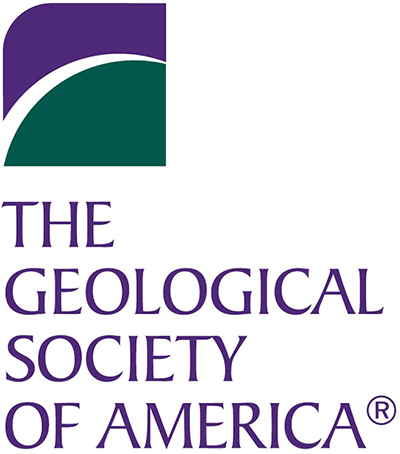 THE
GEOLOGICAL
SOCIETY
OF AMERICA®